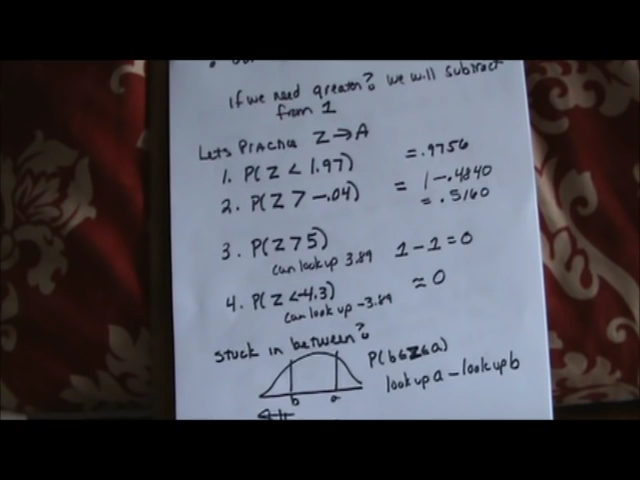 If we need greater? we will subtract
from 1
Lets Practice Z → A
1. P(Z < 1.97) = .9756
2. P(Z > -.04) = 1 - .4840
= .5160
3. P(Z > 5) 1 - 1 = 0
can look up 3.89
4. P(Z < -4.3) ≈ 0
can look up -3.89
Stuck in between?
P(b ≤ Z ≤ a)
look up a - look up b
b a